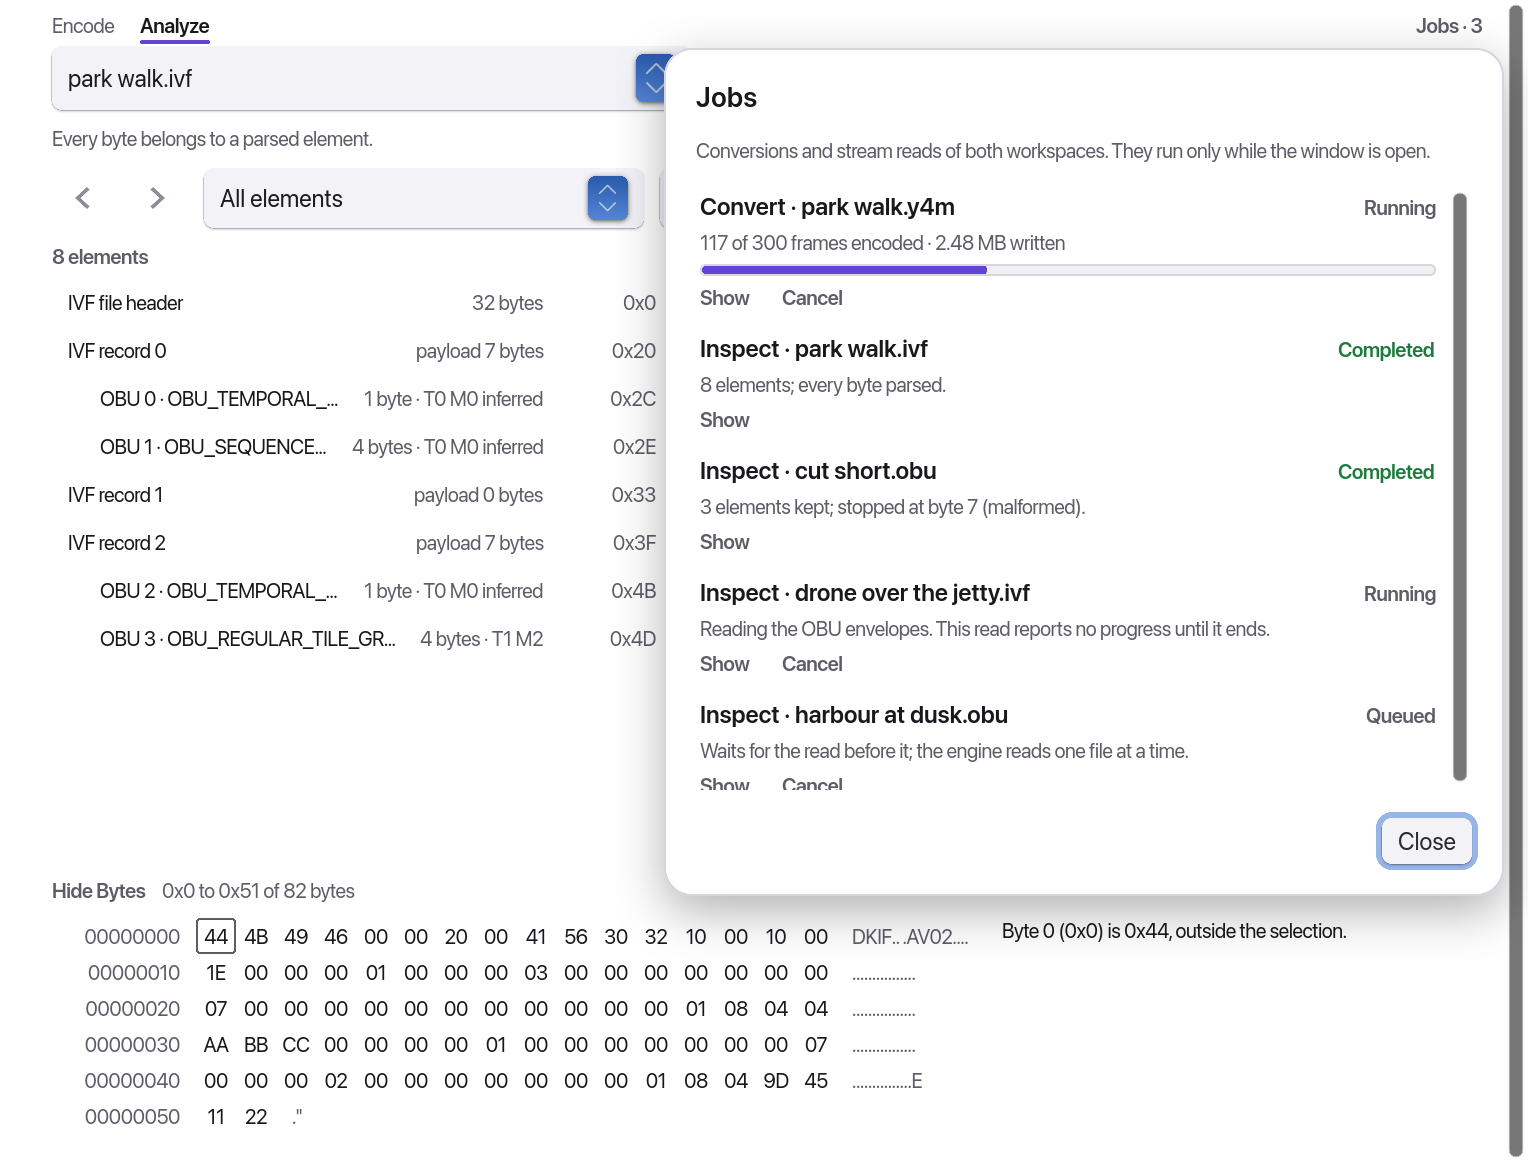 Encode Analyze Jobs · 3
park walk.ivf
Every byte belongs to a parsed element.
All elements
8 elements
IVF file header 32 bytes 0x0
IVF record 0 payload 7 bytes 0x20
OBU 0 · OBU_TEMPORAL_... 1 byte · T0 M0 inferred 0x2C
OBU 1 · OBU_SEQUENCE... 4 bytes · T0 M0 inferred 0x2E
IVF record 1 payload 0 bytes 0x33
IVF record 2 payload 7 bytes 0x3F
OBU 2 · OBU_TEMPORAL_... 1 byte · T0 M0 inferred 0x4B
OBU 3 · OBU_REGULAR_TILE_GR... 4 bytes · T1 M2 0x4D
Jobs
Conversions and stream reads of both workspaces. They run only while the window is open.
Convert · park walk.y4m Running
117 of 300 frames encoded · 2.48 MB written
Show Cancel
Inspect · park walk.ivf Completed
8 elements; every byte parsed.
Show
Inspect · cut short.obu Completed
3 elements kept; stopped at byte 7 (malformed).
Show
Inspect · drone over the jetty.ivf Running
Reading the OBU envelopes. This read reports no progress until it ends.
Show Cancel
Inspect · harbour at dusk.obu Queued
Waits for the read before it; the engine reads one file at a time.
Show Cancel
Close
Hide Bytes 0x0 to 0x51 of 82 bytes
00000000 44 4B 49 46 00 00 20 00 41 56 30 32 10 00 10 00 DKIF.. .AV02....
Byte 0 (0x0) is 0x44, outside the selection.
00000010 1E 00 00 00 01 00 00 00 03 00 00 00 00 00 00 00 ................
00000020 07 00 00 00 00 00 00 00 00 00 00 00 01 08 04 04 ................
00000030 AA BB CC 00 00 00 00 01 00 00 00 00 00 00 00 07 ................
00000040 00 00 00 02 00 00 00 00 00 00 00 01 08 04 9D 45 ...............E
00000050 11 22 ."